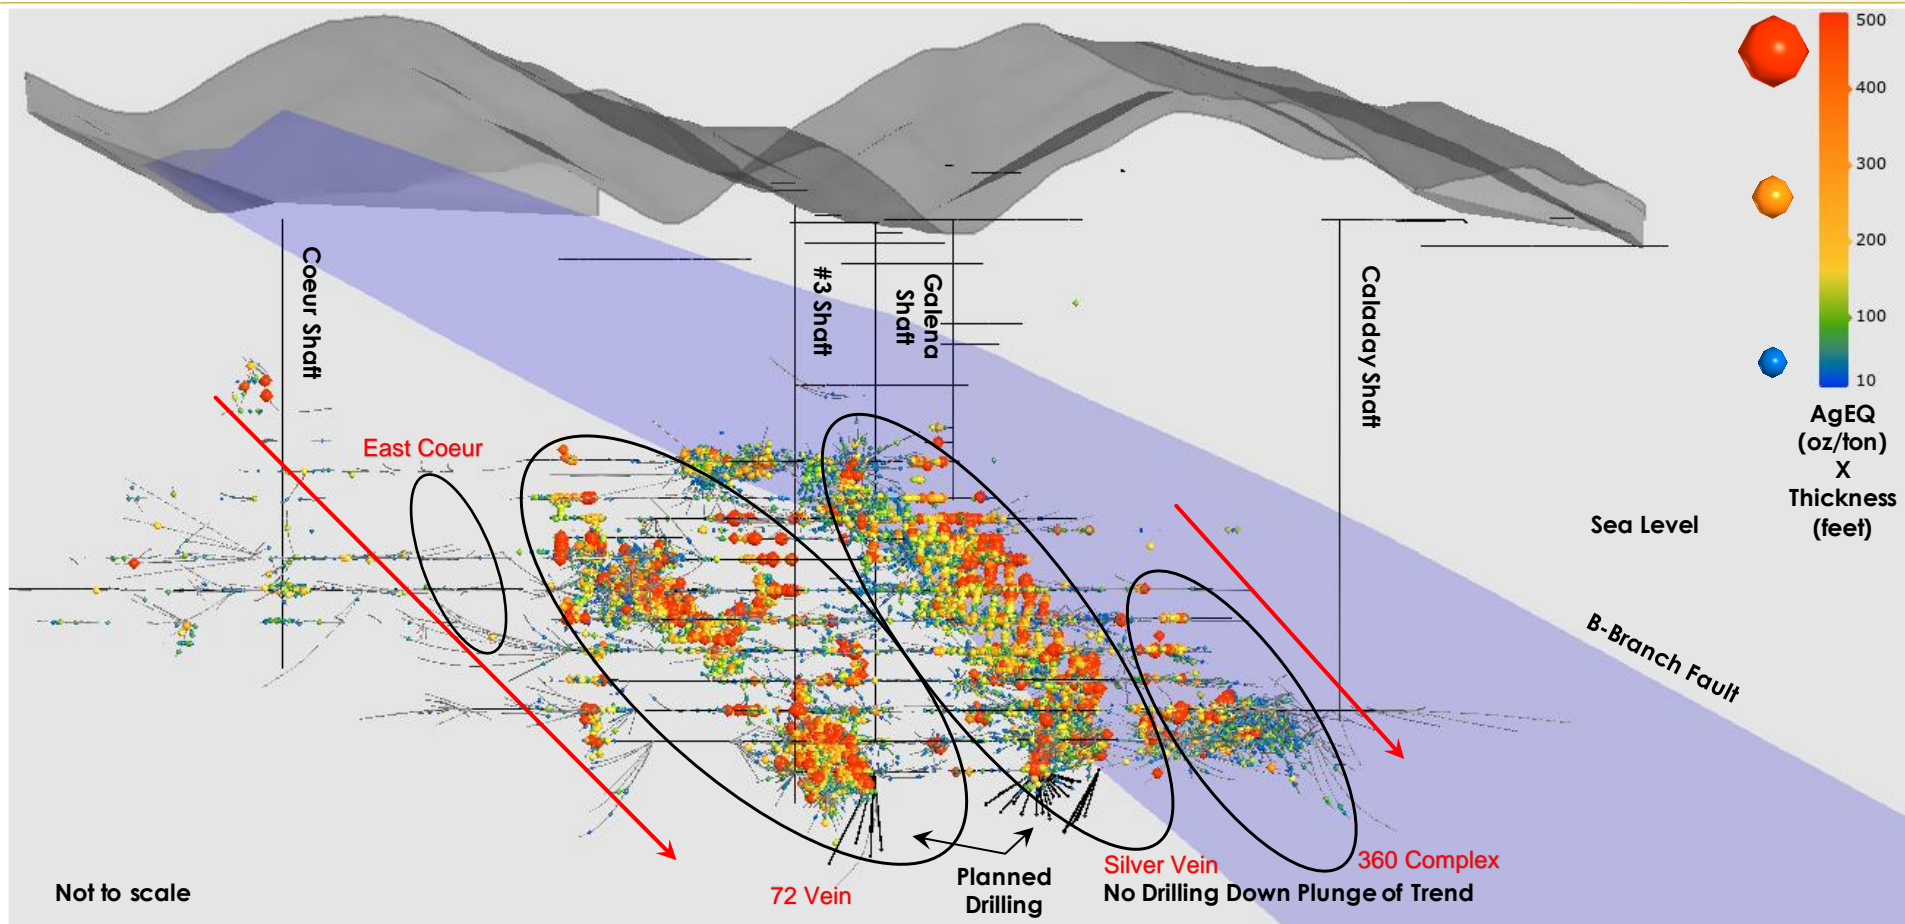 500
400
300
200
100
10
AgEQ
(oz/ton)
X
Thickness
(feet)
Coeur Shaft
#3 Shaft
Galena
Shaft
Caladay Shaft
East Coeur
Sea Level
B-Branch Fault
72 Vein
Planned
Drilling
Silver Vein
360 Complex
No Drilling Down Plunge of Trend
Not to scale